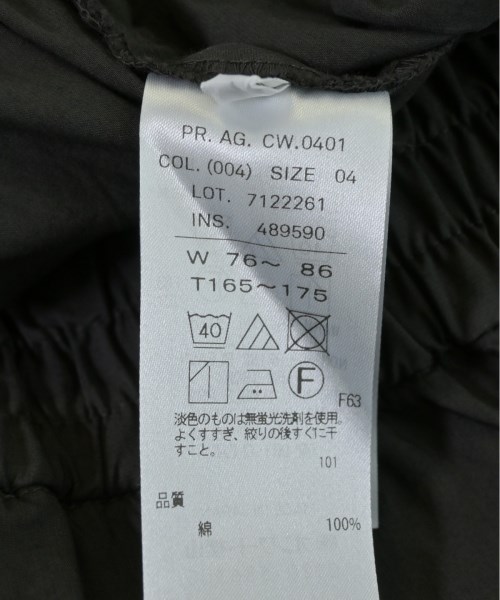 PR. AG. CW.0401
COL. (004) SIZE 04
LOT. 7122261
INS. 489590
W 76〜 86
T165〜175
40
F
F63
淡色のものは無蛍光洗剤を使用。
よくすすぎ、絞りの後すぐに干
すこと。
101
品質
綿 100%